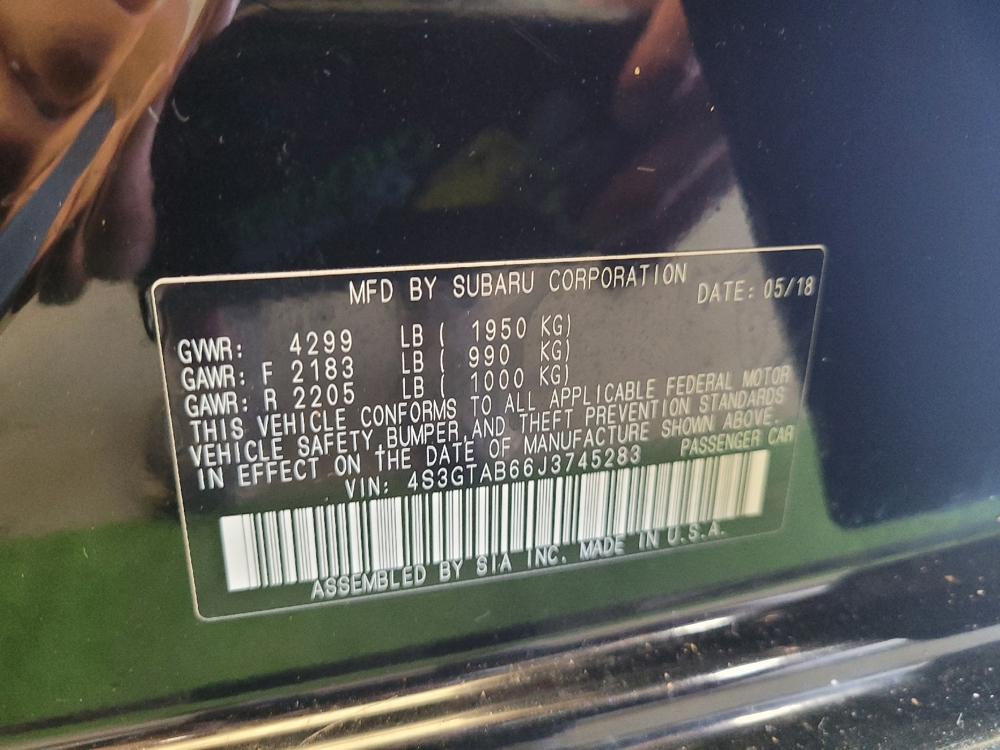 MFD BY SUBARU CORPORATION DATE: 05/18
GVWR: 4299 LB ( 1950 KG)
GAWR: F 2183 LB ( 990 KG)
GAWR: R 2205 LB ( 1000 KG)
THIS VEHICLE CONFORMS TO ALL APPLICABLE FEDERAL MOTOR
VEHICLE SAFETY,BUMPER,AND THEFT PREVENTION STANDARDS
IN EFFECT ON THE DATE OF MANUFACTURE SHOWN ABOVE.
VIN: 4S3GTAB66J3745283 PASSENGER CAR
ASSEMBLED BY SIA INC. MADE IN U.S.A.